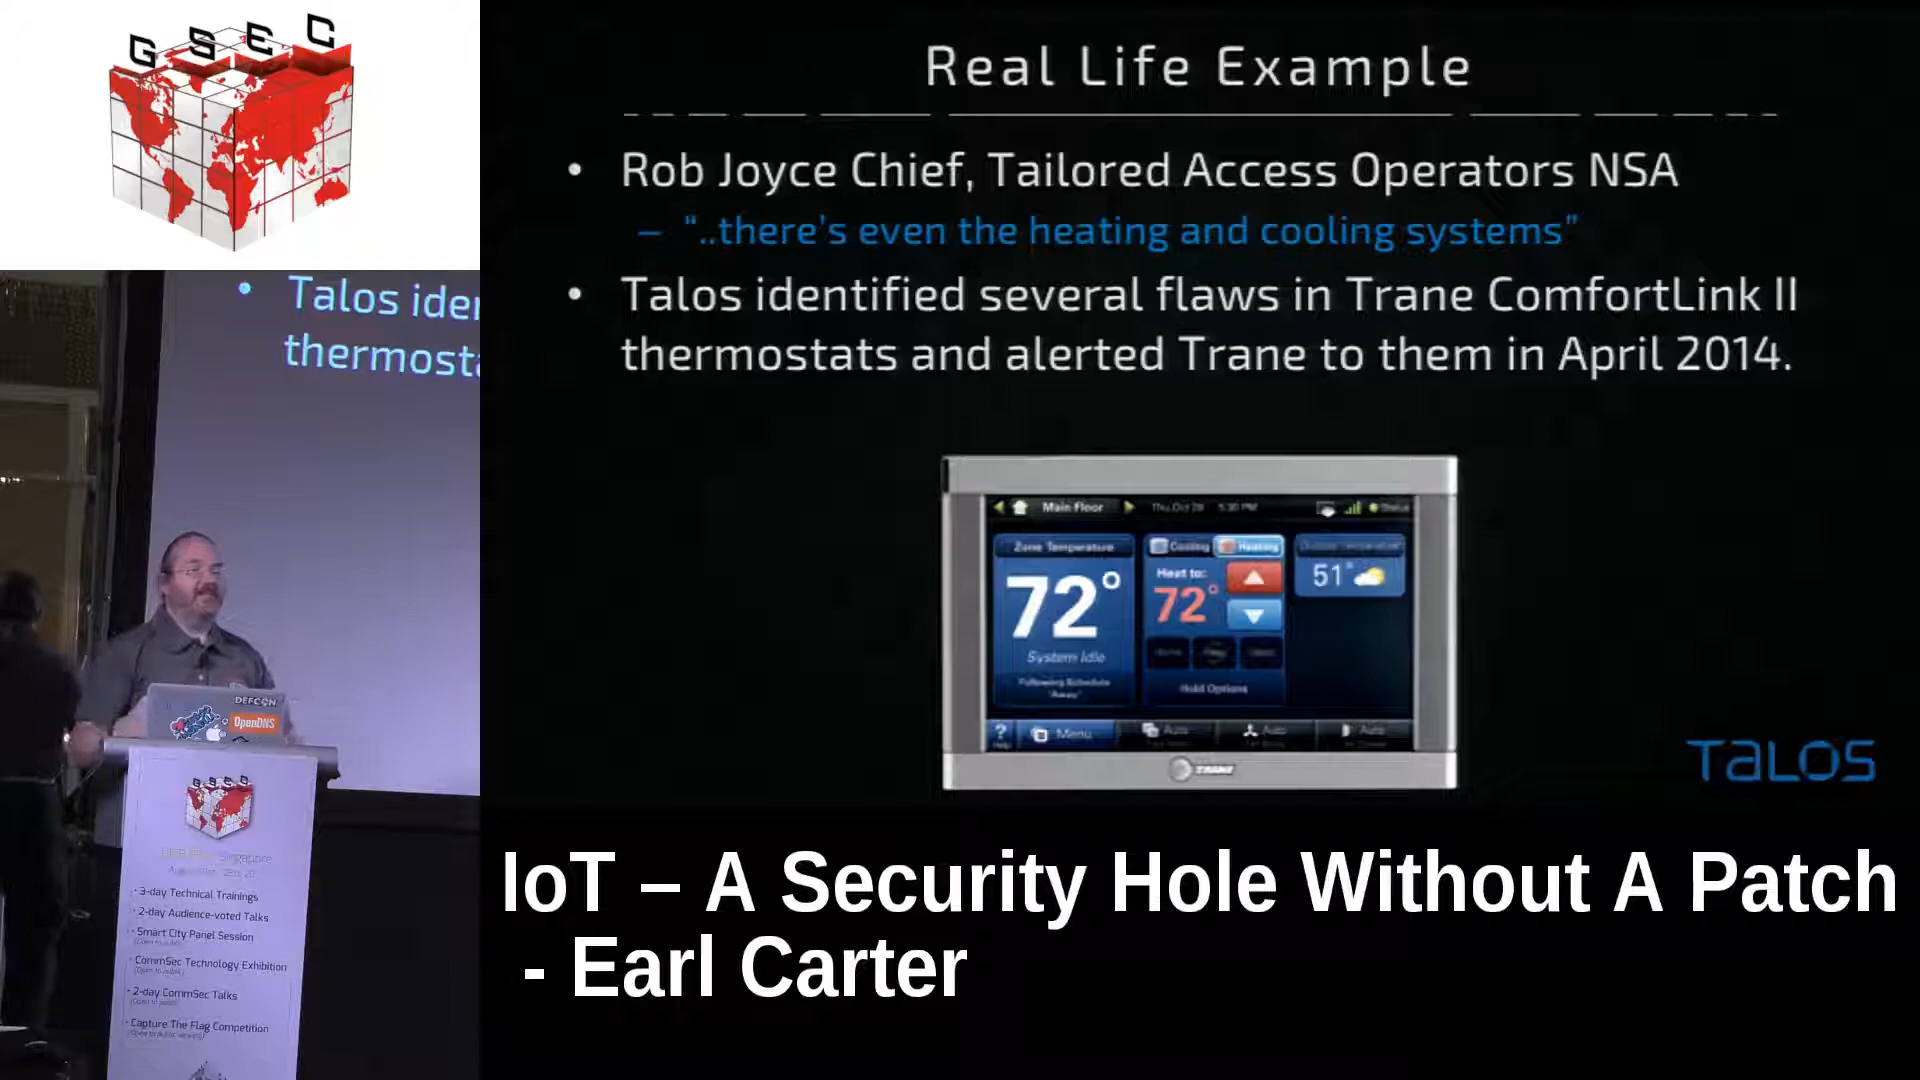 GSEC
Real Life Example
• Rob Joyce Chief, Tailored Access Operators NSA
– “..there’s even the heating and cooling systems”
• Talos identified several flaws in Trane ComfortLink II
thermostats and alerted Trane to them in April 2014.
• Talos ide
thermost
Main Floor
5:30 PM
Status
Zone Temperature
72°
System Idle
Following Schedule
"Away"
Cooling
Heating
Heat to:
72°
Hold Options
51°
?
Menu
Auto
Auto
Auto
TRANE
TALOS
DEFCON
OpenDNS
GSEC
Singapore
• 3-day Technical Trainings
• 2-day Audience-voted Talks
• Smart City Panel Session
• CommSec Technology Exhibition
• 2-day CommSec Talks
• Capture The Flag Competition
IoT – A Security Hole Without A Patch
- Earl Carter